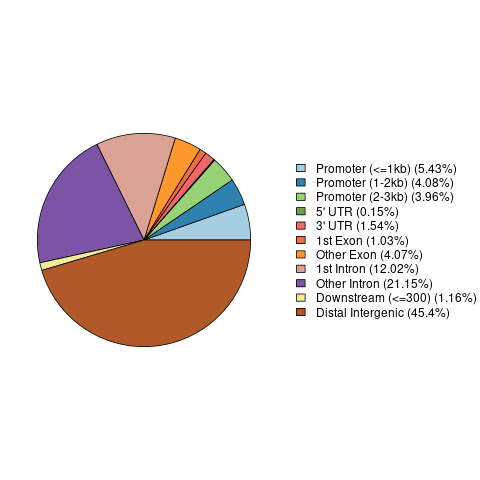 Promoter (<=1kb) (5.43%)
Promoter (1-2kb) (4.08%)
Promoter (2-3kb) (3.96%)
5' UTR (0.15%)
3' UTR (1.54%)
1st Exon (1.03%)
Other Exon (4.07%)
1st Intron (12.02%)
Other Intron (21.15%)
Downstream (<=300) (1.16%)
Distal Intergenic (45.4%)